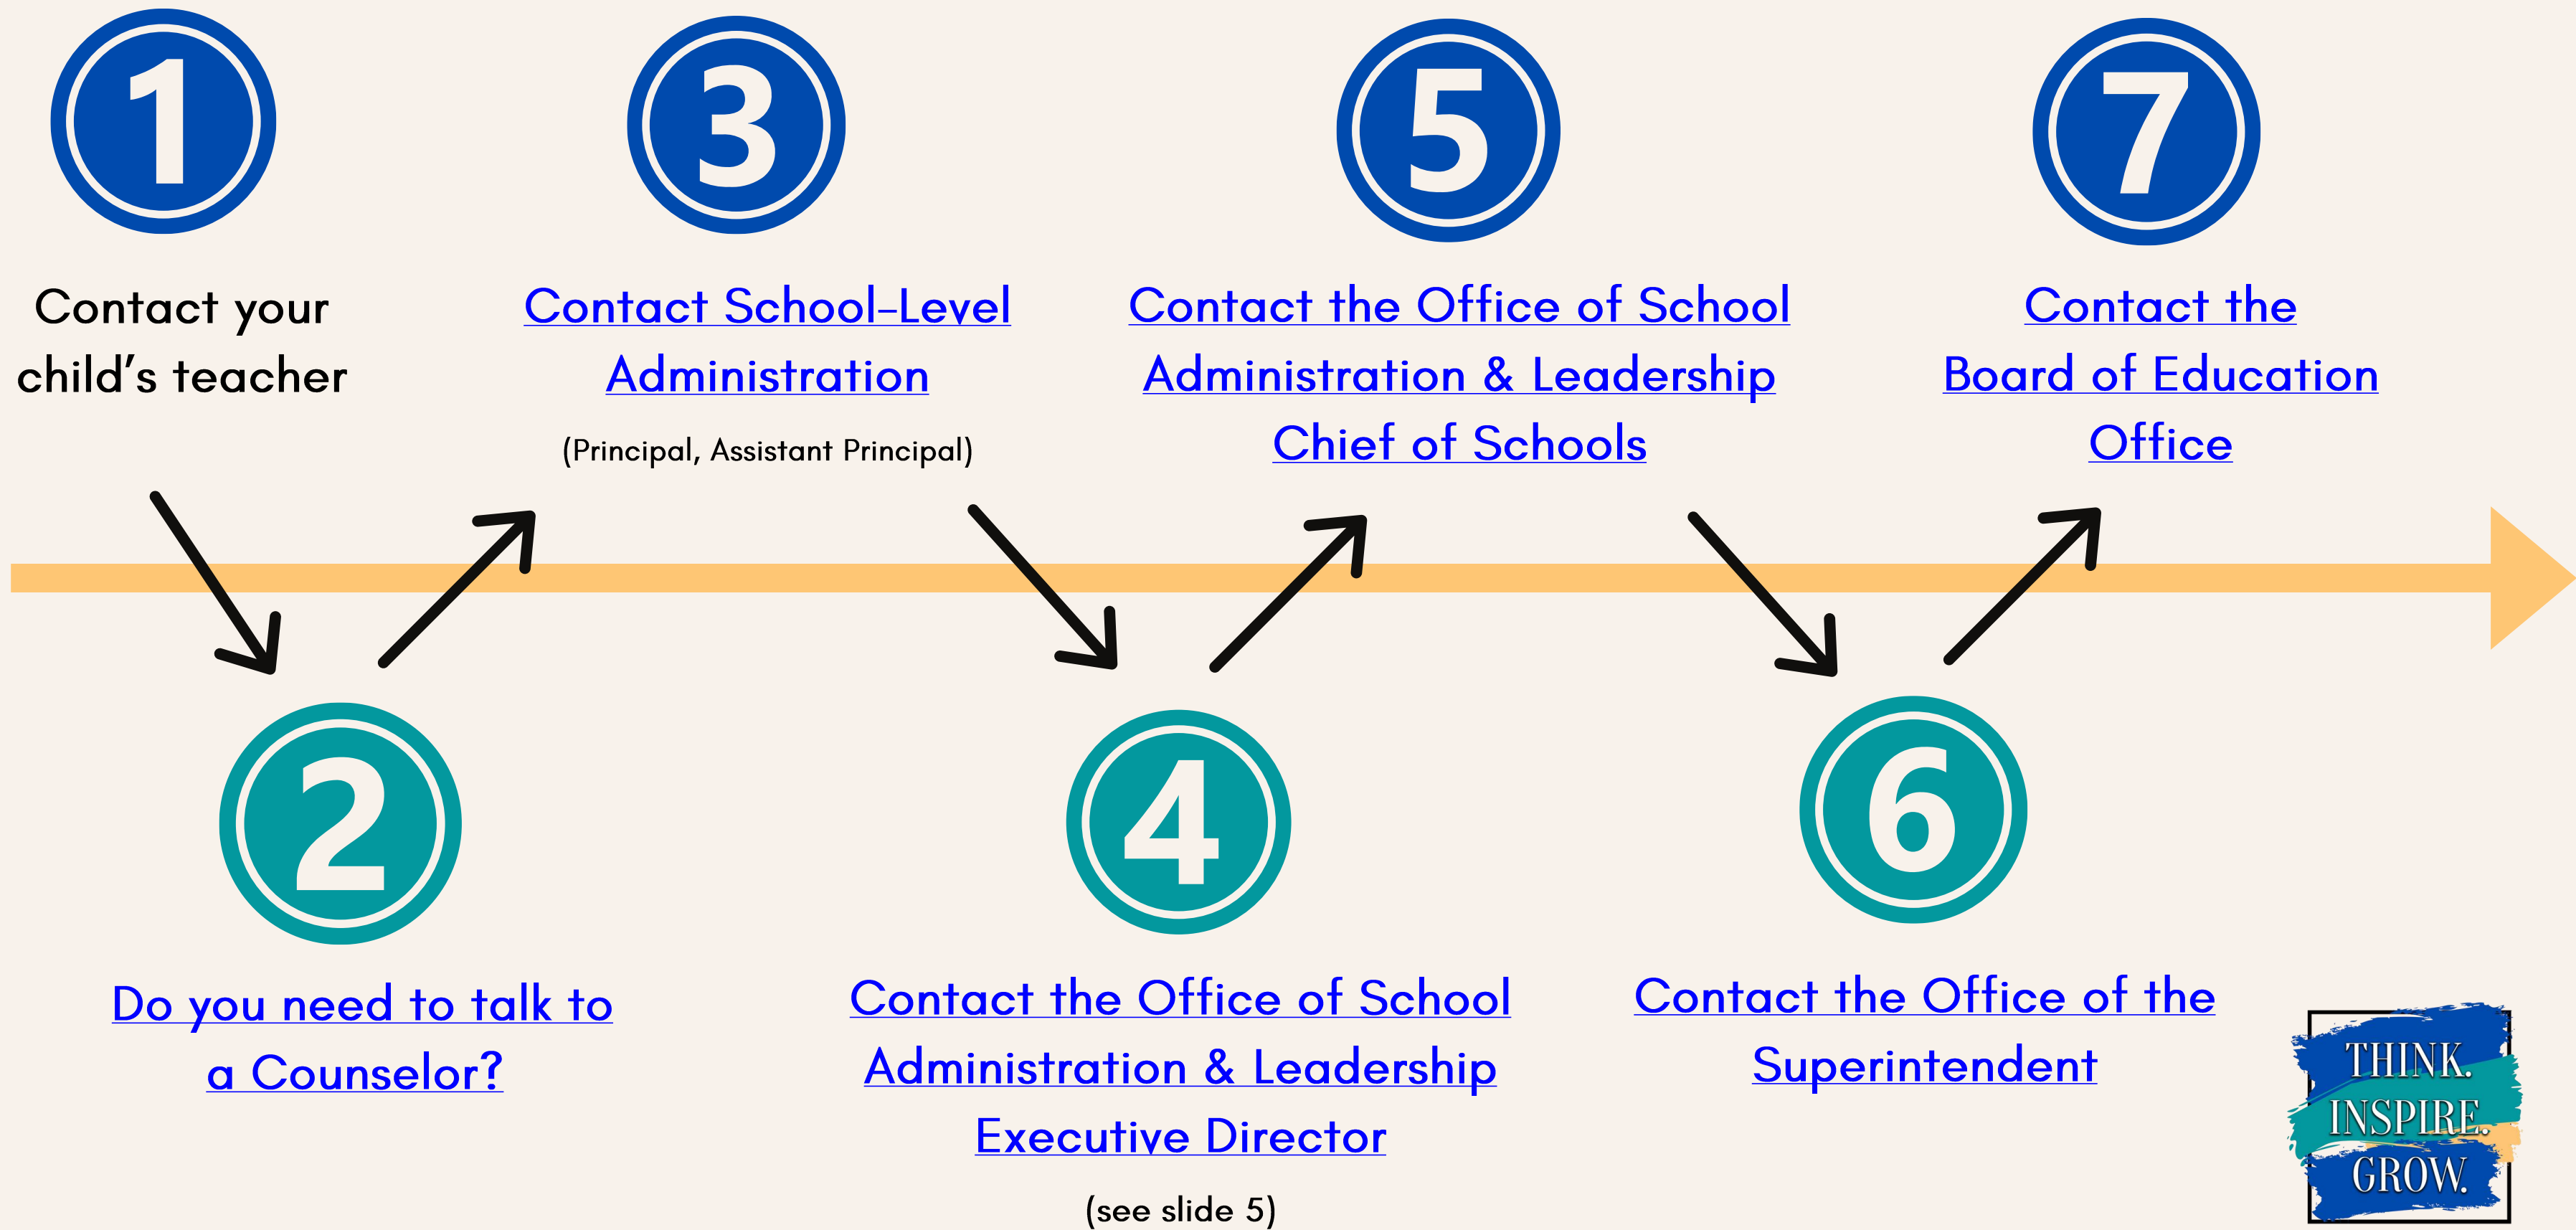 1
Contact your
child's teacher
2
Do you need to talk to
a Counselor?
3
Contact School-Level
Administration
(Principal, Assistant Principal)
4
Contact the Office of School
Administration & Leadership
Executive Director
(see slide 5)
5
Contact the Office of School
Administration & Leadership
Chief of Schools
6
Contact the Office of the
Superintendent
7
Contact the
Board of Education
Office
THINK.
INSPIRE.
GROW.